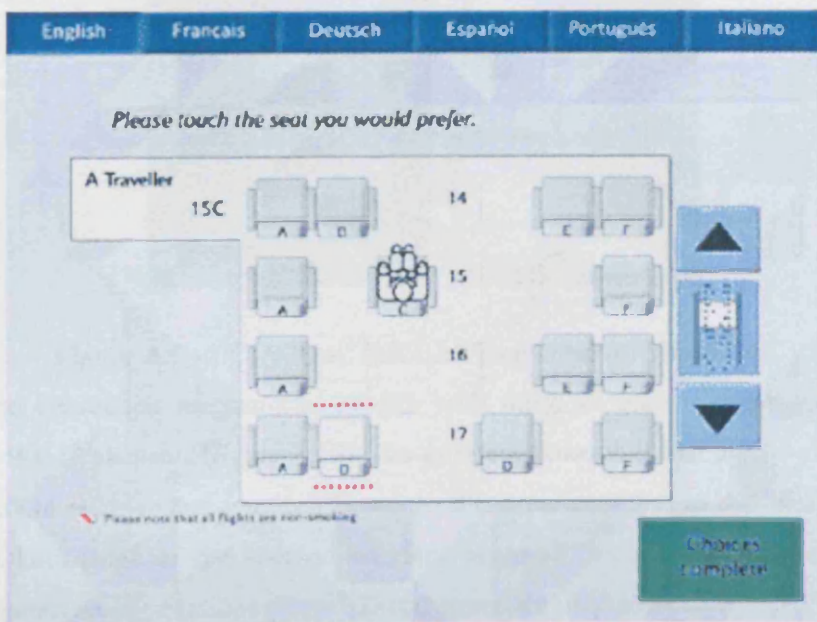 English Français Deutsch Español Português Italiano
Please touch the seat you would prefer.
A Traveller
15C
A 14 E F
A 15 F
A 16 E F
A 17 D F
Please note that all flights are non-smoking
Choices
complete